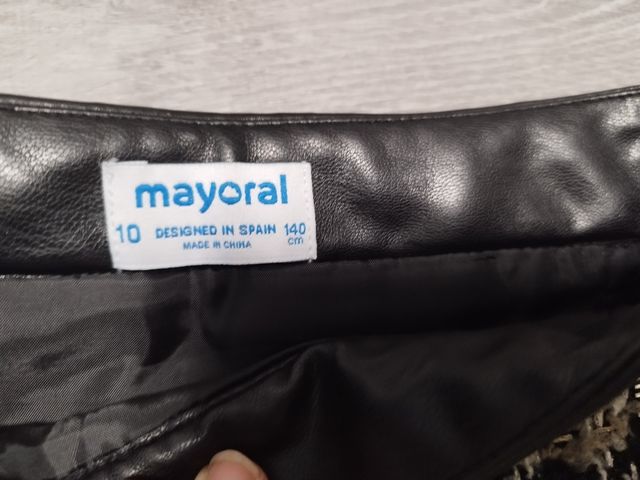 mayoral
10 DESIGNED IN SPAIN 140
MADE IN CHINA cm